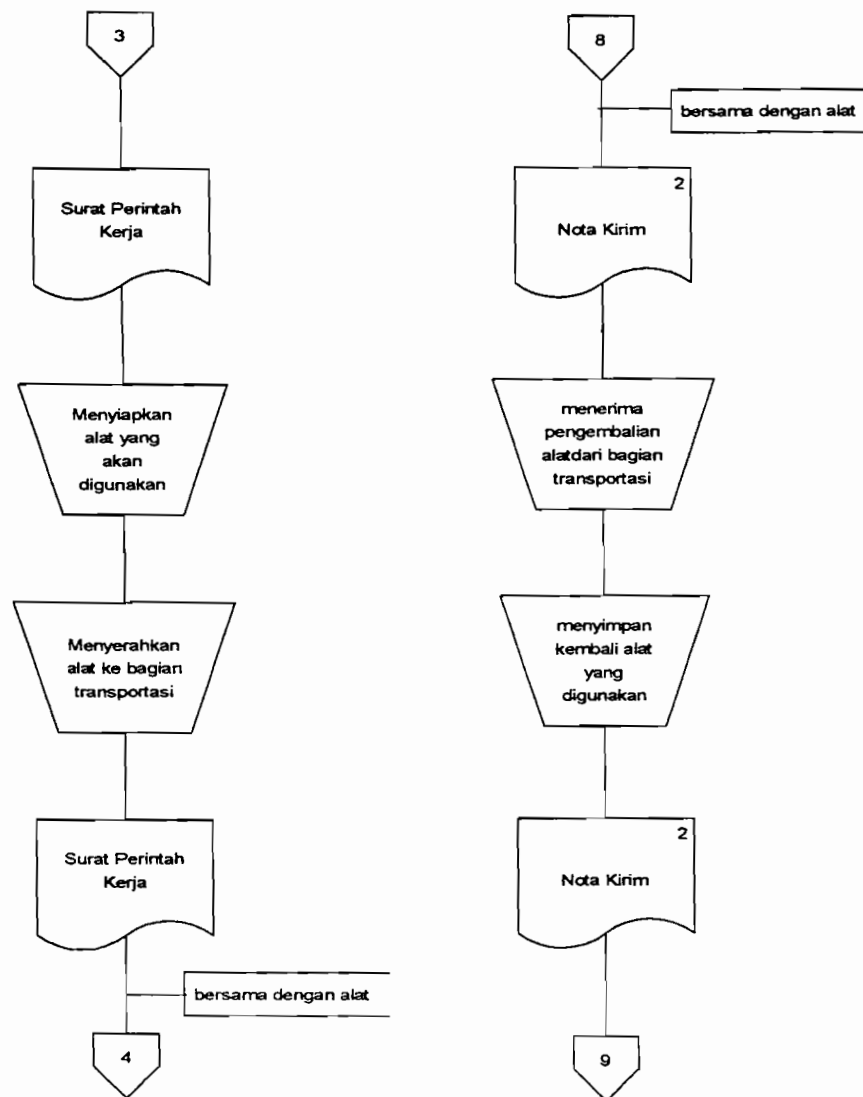 3
Surat Perintah
Kerja
Menyiapkan
alat yang
akan
digunakan
Menyerahkan
alat ke bagian
transportasi
Surat Perintah
Kerja
bersama dengan alat
4
8
bersama dengan alat
2
Nota Kirim
menerima
pengembalian
alatdari bagian
transportasi
menyimpan
kembali alat
yang
digunakan
2
Nota Kirim
9